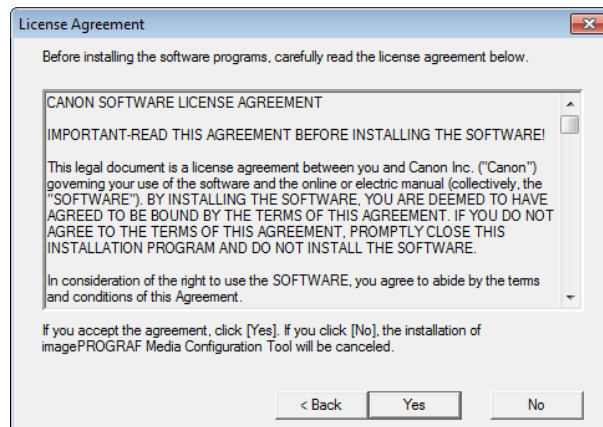 License Agreement
Before installing the software programs, carefully read the license agreement below.
CANON SOFTWARE LICENSE AGREEMENT
IMPORTANT-READ THIS AGREEMENT BEFORE INSTALLING THE SOFTWARE!
This legal document is a license agreement between you and Canon Inc. ("Canon")
governing your use of the software and the online or electric manual (collectively, the
"SOFTWARE"). BY INSTALLING THE SOFTWARE, YOU ARE DEEMED TO HAVE
AGREED TO BE BOUND BY THE TERMS OF THIS AGREEMENT. IF YOU DO NOT
AGREE TO THE TERMS OF THIS AGREEMENT, PROMPTLY CLOSE THIS
INSTALLATION PROGRAM AND DO NOT INSTALL THE SOFTWARE.
In consideration of the right to use the SOFTWARE, you agree to abide by the terms
and conditions of this Agreement.
If you accept the agreement, click [Yes]. If you click [No], the installation of
imagePROGRAF Media Configuration Tool will be canceled.
< Back Yes No